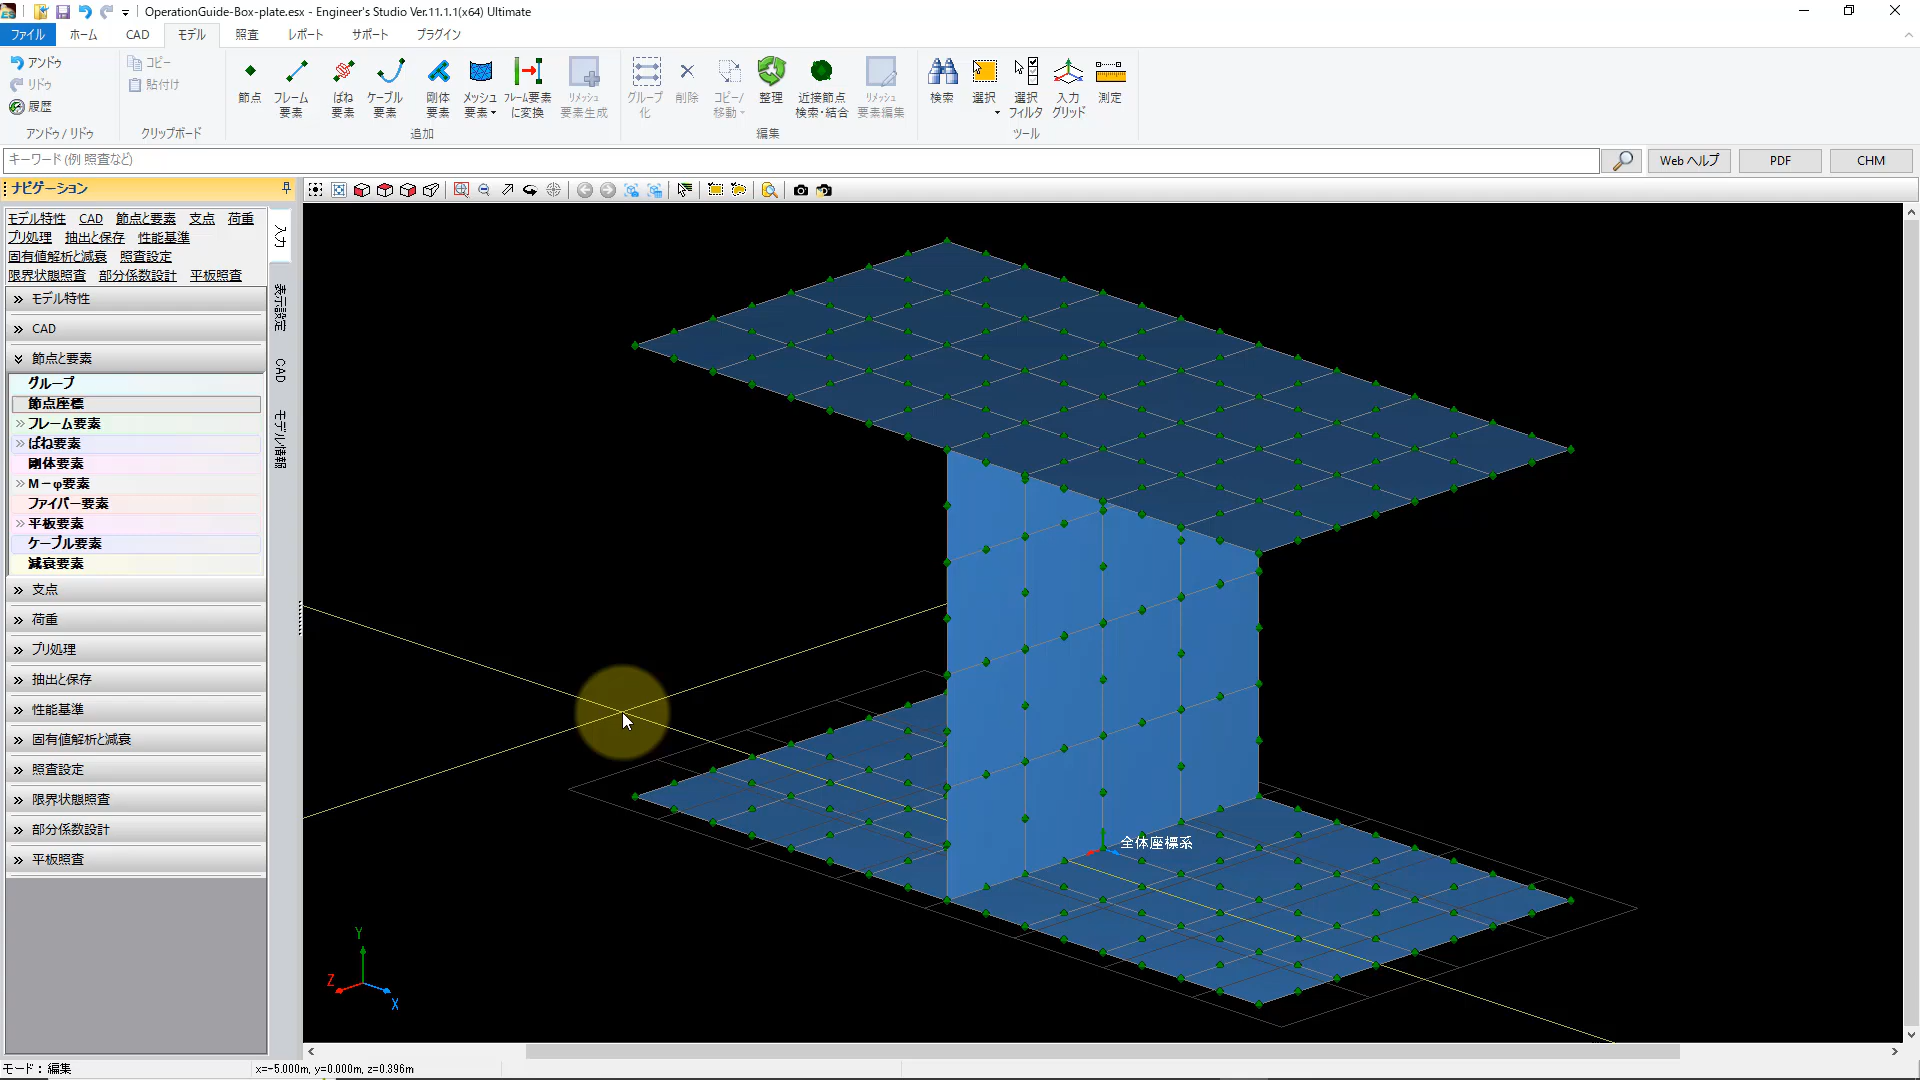 OperationGuide-Box-plate.esx - Engineer's Studio Ver.11.1.1(x64) Ultimate
ファイル ホーム CAD モデル 照査 レポート サポート プラグイン
アンドゥ
リドゥ
履歴
アンドゥ / リドゥ
コピー
貼付け
クリップボード
節点
フレーム
要素
ばね
要素
ケーブル
要素
剛体
要素
メッシュ
要素
フレーム要素
に変換
リメッシュ
要素生成
追加
グループ
化
削除
コピー/
移動
整理
近接節点
検索・結合
リメッシュ
要素編集
編集
検索
選択
選択
フィルタ
入力
グリッド
測定
ツール
キーワード (例 照査など)
Web ヘルプ PDF CHM
ナビゲーション
モデル特性 CAD 節点と要素 支点 荷重
プリ処理 抽出と保存 性能基準
固有値解析と減衰 照査設定
限界状態照査 部分係数設計 平板照査
モデル特性
CAD
節点と要素
グループ
節点座標
フレーム要素
ばね要素
剛体要素
M－φ要素
ファイバー要素
平板要素
ケーブル要素
減衰要素
支点
荷重
プリ処理
抽出と保存
性能基準
固有値解析と減衰
照査設定
限界状態照査
部分係数設計
平板照査
入力
表示設定
CAD
モデル情報
全体座標系
Y
Z
X
モード : 編集
x=-5.000m, y=0.000m, z=0.396m